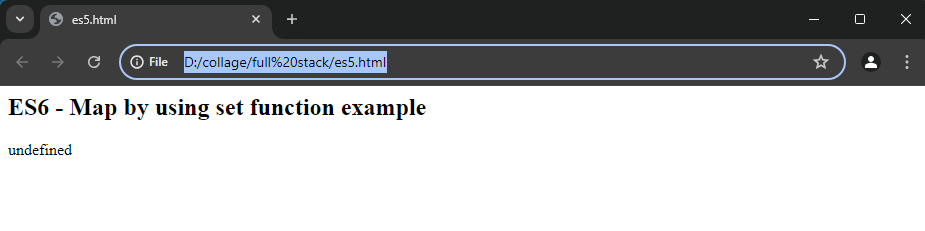 es5.html
File D:/collage/full%20stack/es5.html
ES6 - Map by using set function example
undefined